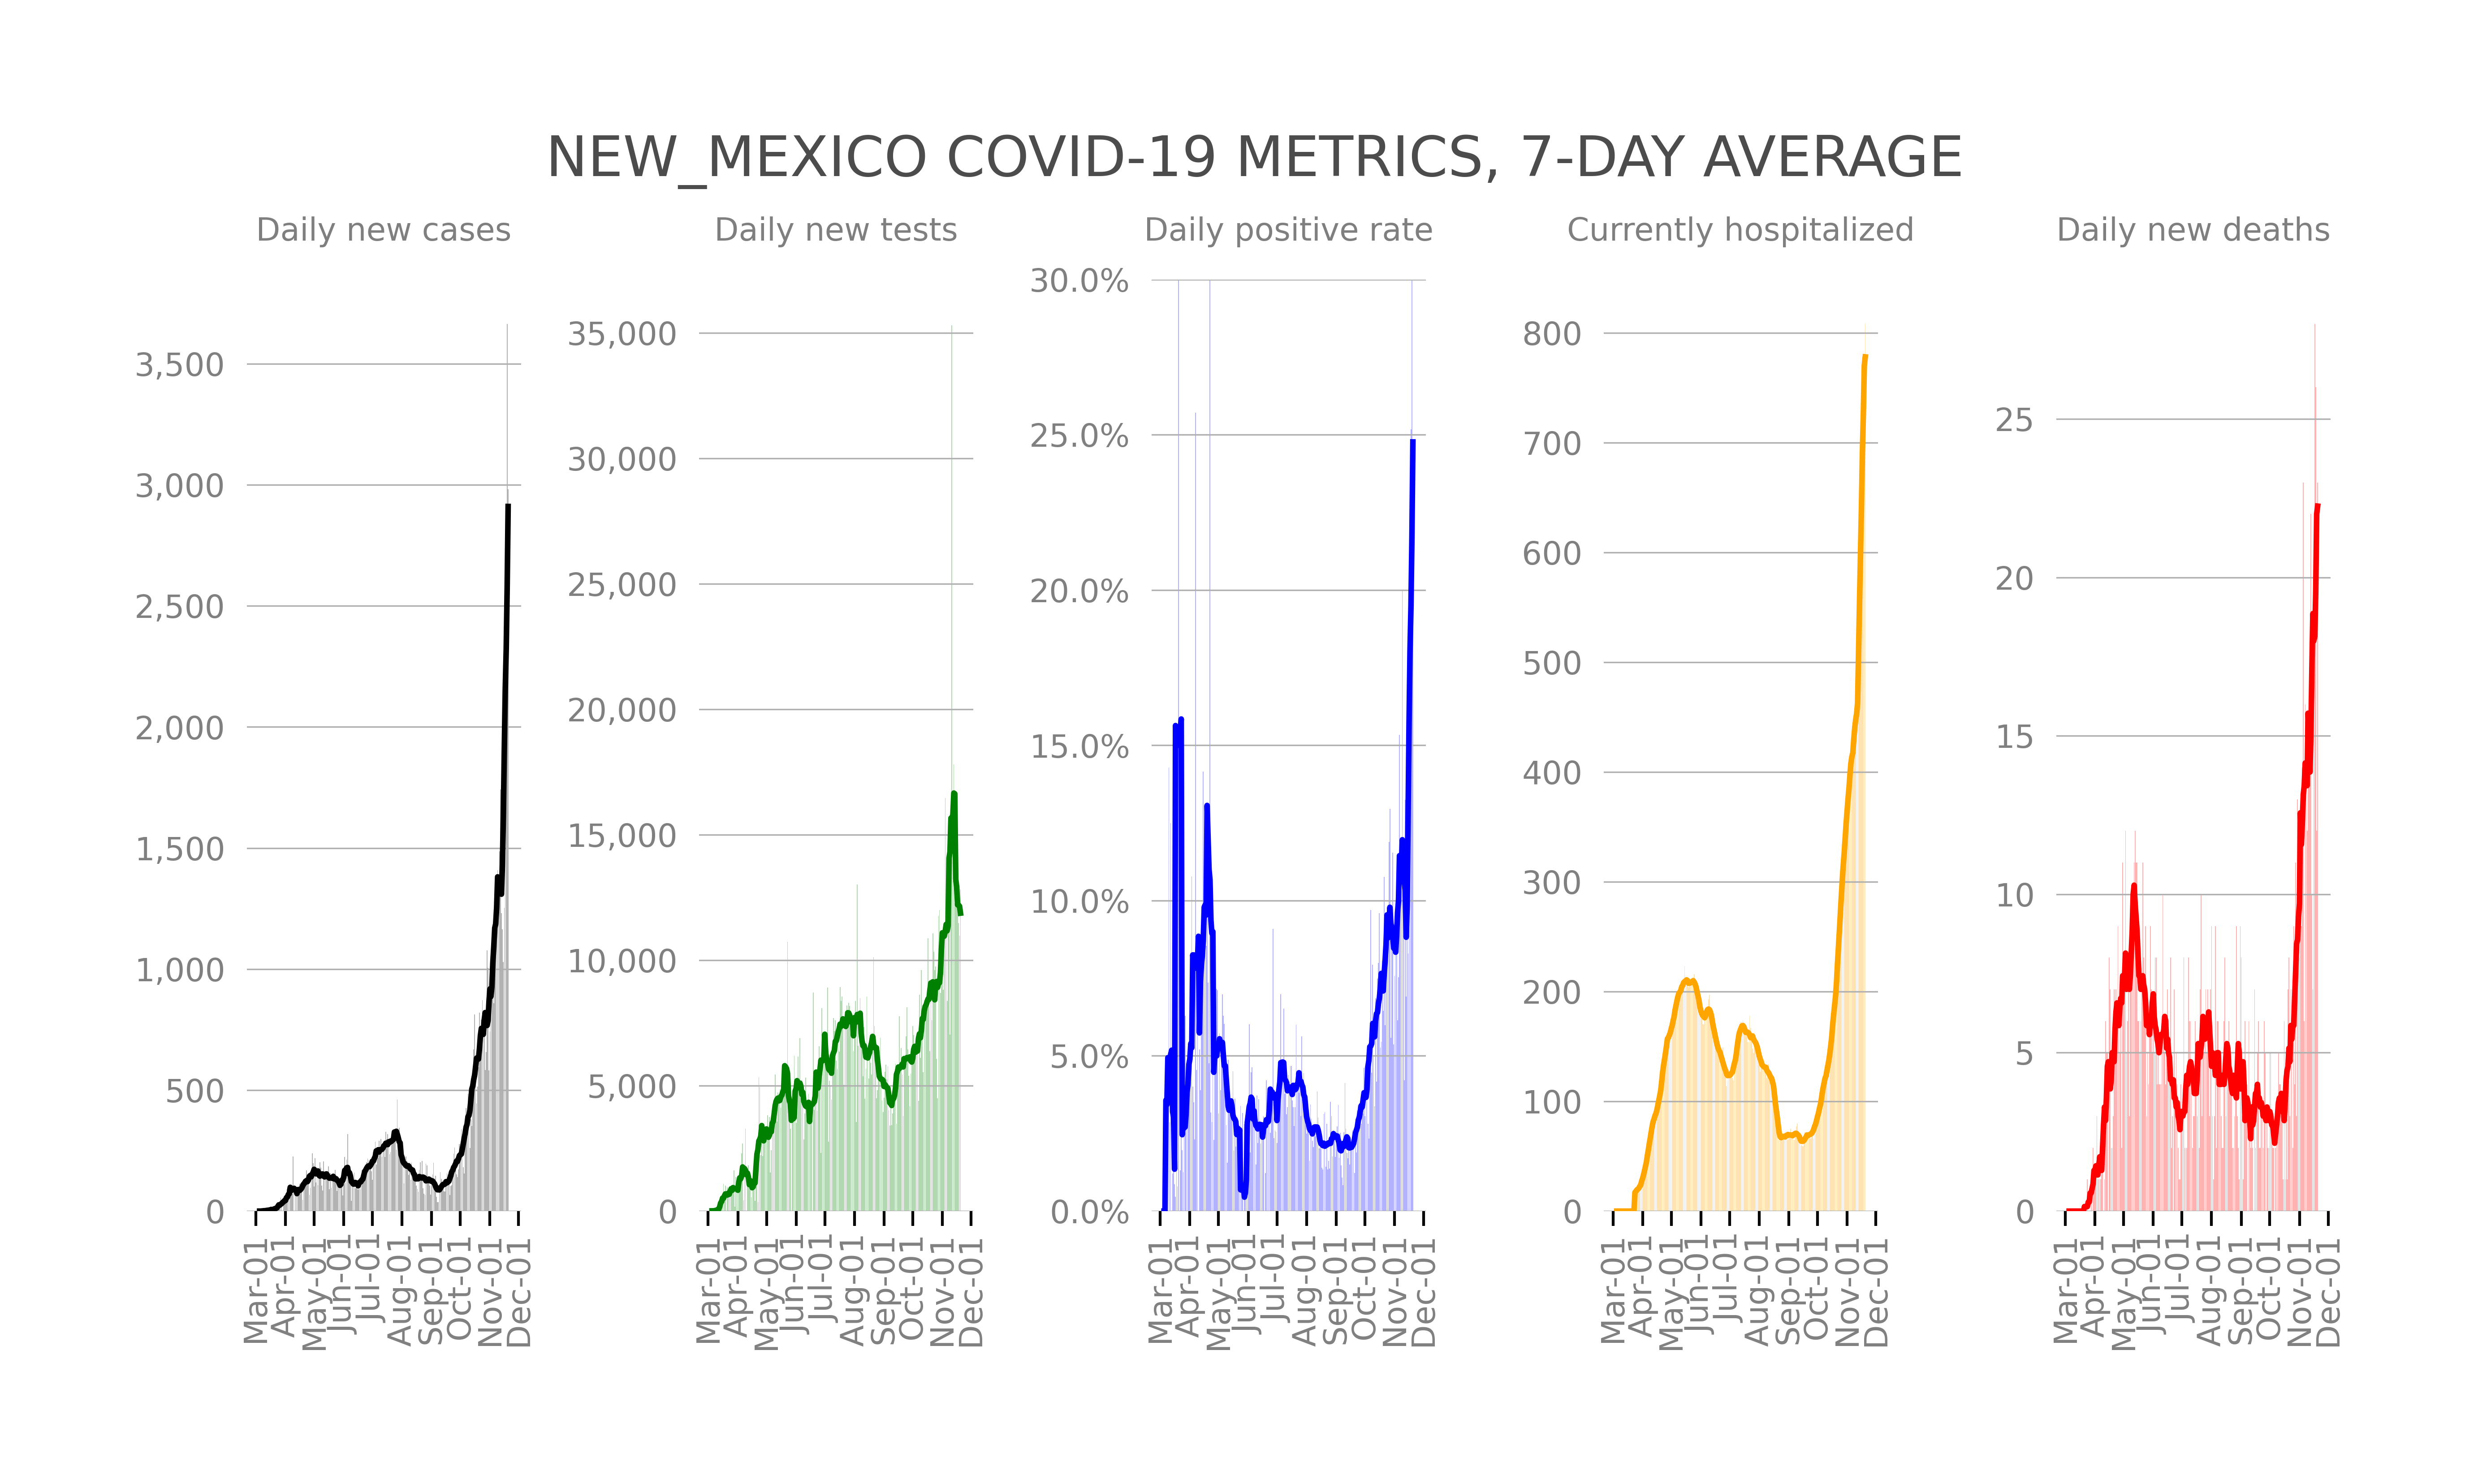 NEW_MEXICO COVID-19 METRICS, 7-DAY AVERAGE
Daily new cases
3,500
3,000
2,500
2,000
1,500
1,000
500
0
Mar-01
Apr-01
May-01
Jun-01
Jul-01
Aug-01
Sep-01
Oct-01
Nov-01
Dec-01
Daily new tests
35,000
30,000
25,000
20,000
15,000
10,000
5,000
0
Mar-01
Apr-01
May-01
Jun-01
Jul-01
Aug-01
Sep-01
Oct-01
Nov-01
Dec-01
Daily positive rate
30.0%
25.0%
20.0%
15.0%
10.0%
5.0%
0.0%
Mar-01
Apr-01
May-01
Jun-01
Jul-01
Aug-01
Sep-01
Oct-01
Nov-01
Dec-01
Currently hospitalized
800
700
600
500
400
300
200
100
0
Mar-01
Apr-01
May-01
Jun-01
Jul-01
Aug-01
Sep-01
Oct-01
Nov-01
Dec-01
Daily new deaths
25
20
15
10
5
0
Mar-01
Apr-01
May-01
Jun-01
Jul-01
Aug-01
Sep-01
Oct-01
Nov-01
Dec-01